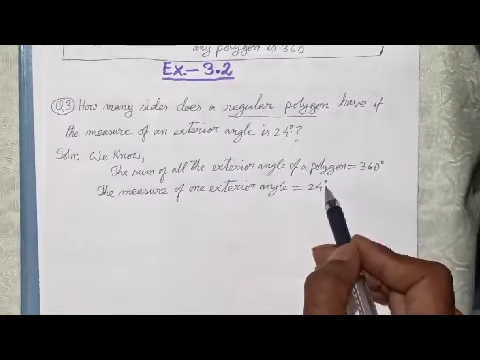 any polygon is 360
Ex.- 3.2
Q3 How many sides does a regular polygon have if
the measure of an exterior angle is 24°?
Soln. We Know,
The sum of all the exterior angle of a polygon = 360°
The measure of one exterior angle = 24°